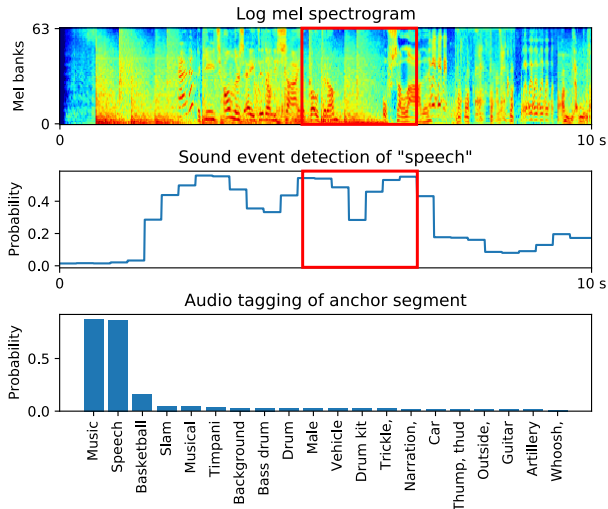 Log mel spectrogram
Mel banks
63
0
0
10 s
Sound event detection of "speech"
Probability
0.4
0.2
0.0
0
10 s
Audio tagging of anchor segment
Probability
0.5
0.0
Music
Speech
Basketball
Slam
Musical
Timpani
Background
Bass drum
Drum
Male
Vehicle
Drum kit
Trickle,
Narration,
Car
Thump, thud
Outside,
Guitar
Artillery
Whoosh,